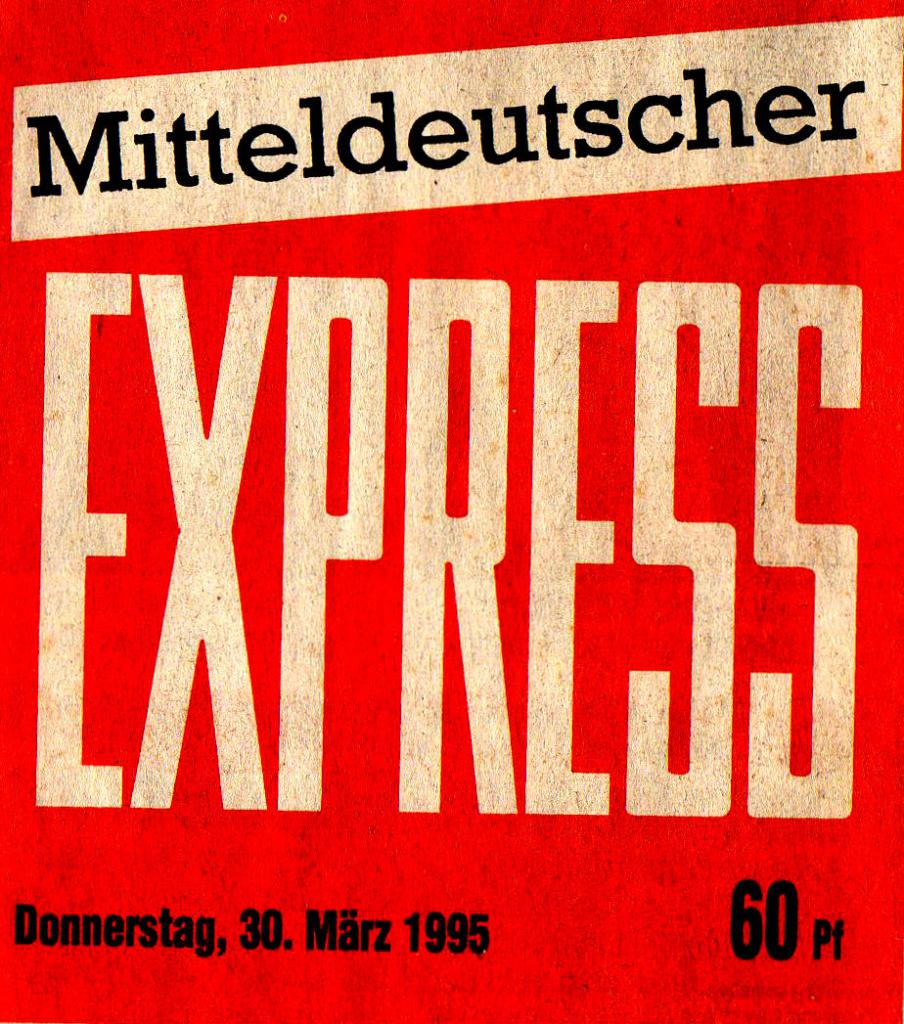 Mitteldeutscher
EXPRESS
Donnerstag, 30. März 1995 60 Pf